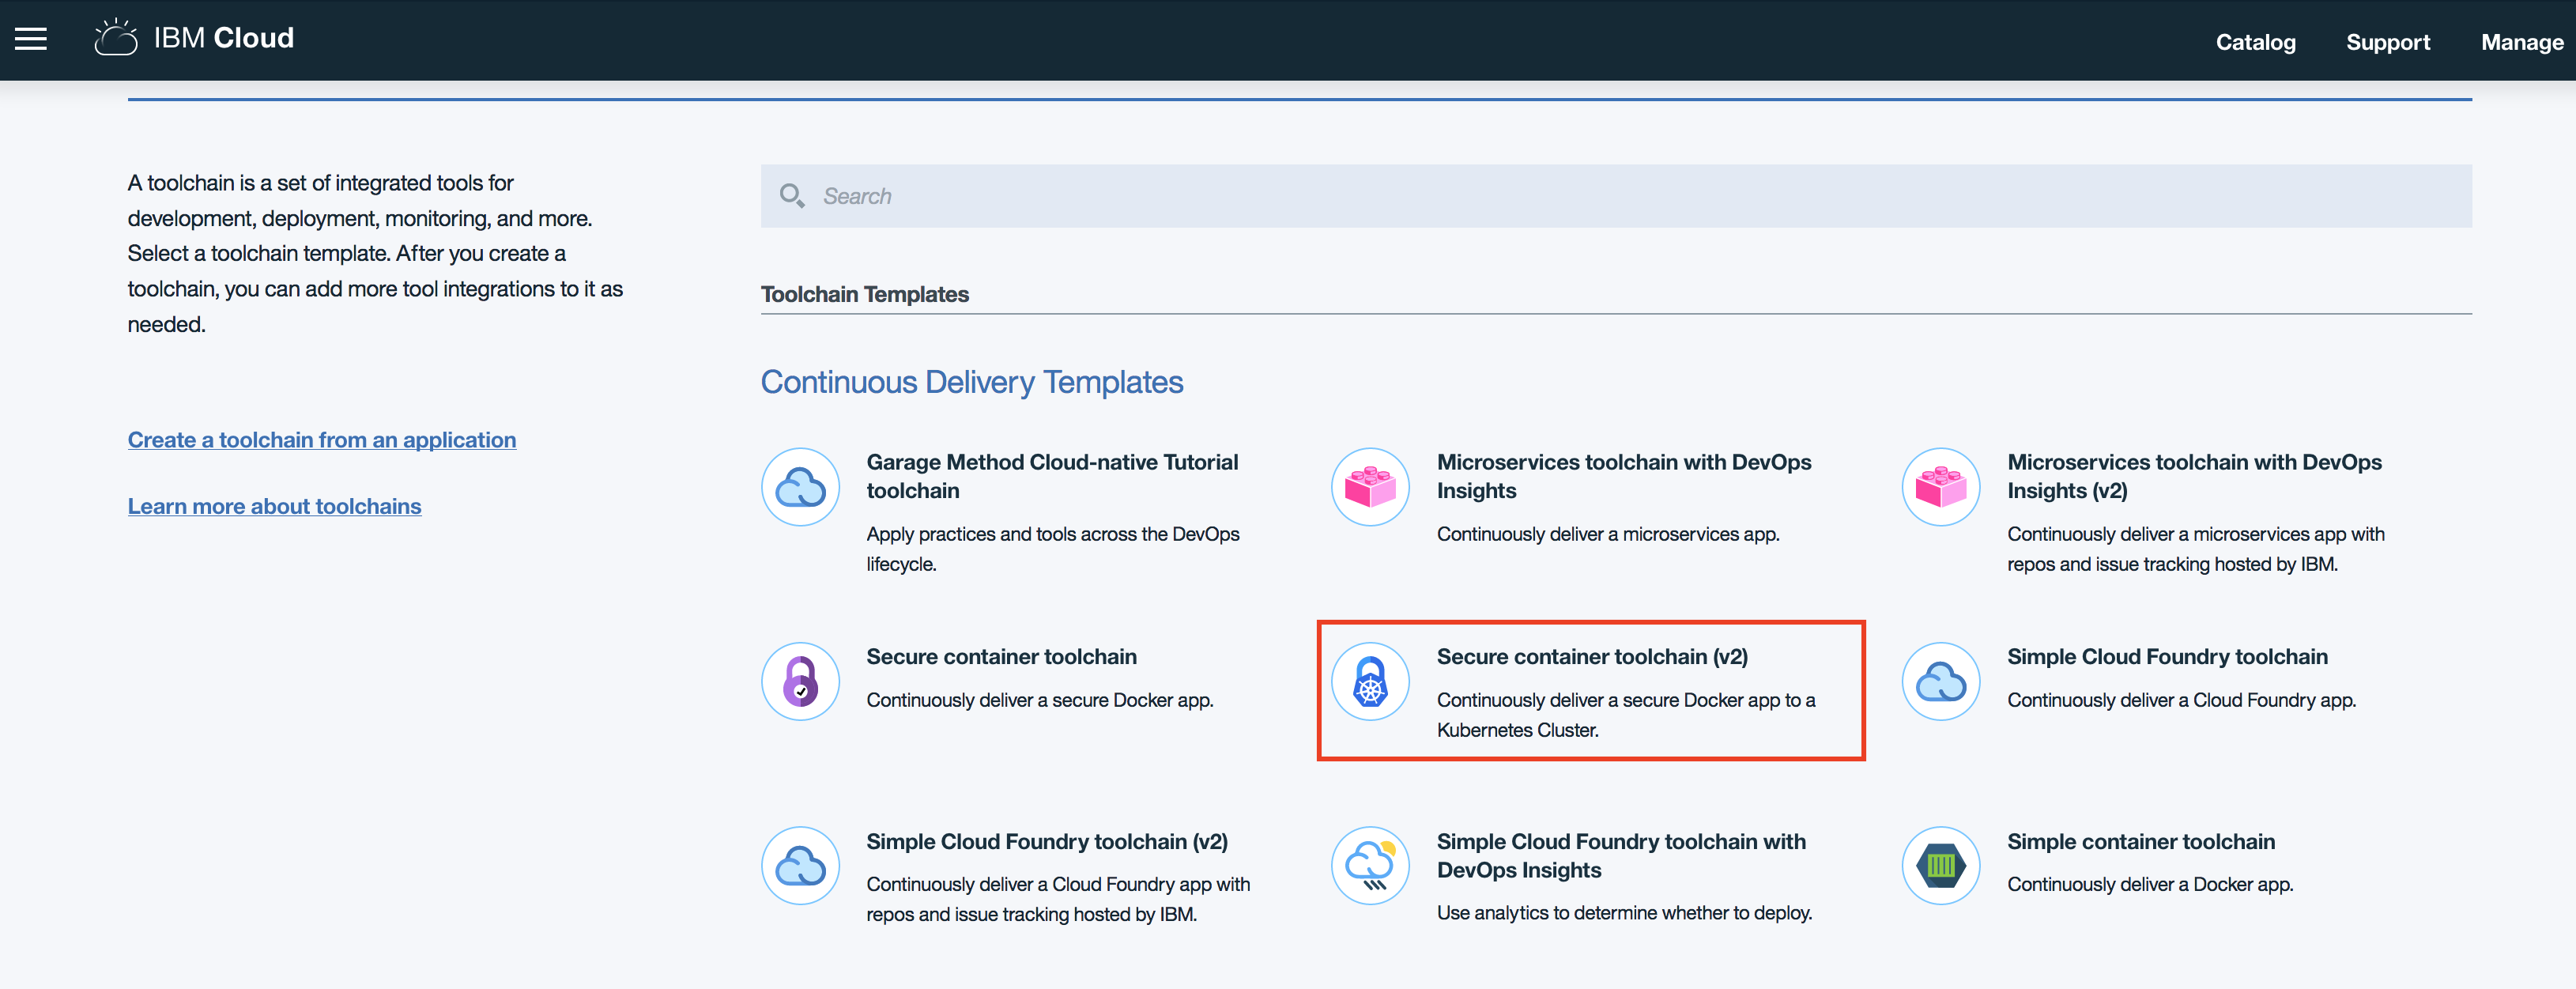 IBM Cloud
Catalog
Support
Manage
A toolchain is a set of integrated tools for
development, deployment, monitoring, and more.
Select a toolchain template. After you create a
toolchain, you can add more tool integrations to it as
needed.
Create a toolchain from an application
Learn more about toolchains
Search
Toolchain Templates
Continuous Delivery Templates
Garage Method Cloud-native Tutorial
toolchain
Apply practices and tools across the DevOps
lifecycle.
Microservices toolchain with DevOps
Insights
Continuously deliver a microservices app.
Microservices toolchain with DevOps
Insights (v2)
Continuously deliver a microservices app with
repos and issue tracking hosted by IBM.
Secure container toolchain
Continuously deliver a secure Docker app.
Secure container toolchain (v2)
Continuously deliver a secure Docker app to a
Kubernetes Cluster.
Simple Cloud Foundry toolchain
Continuously deliver a Cloud Foundry app.
Simple Cloud Foundry toolchain (v2)
Continuously deliver a Cloud Foundry app with
repos and issue tracking hosted by IBM.
Simple Cloud Foundry toolchain with
DevOps Insights
Use analytics to determine whether to deploy.
Simple container toolchain
Continuously deliver a Docker app.